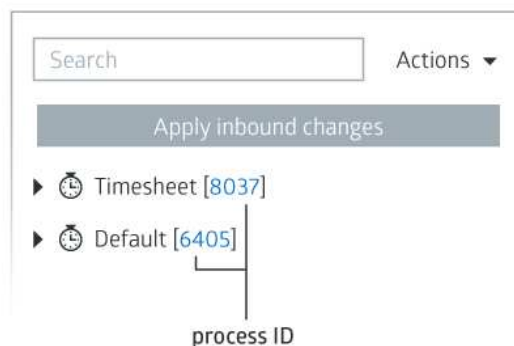 Search
Actions
Apply inbound changes
Timesheet [8037]
Default [6405]
process ID